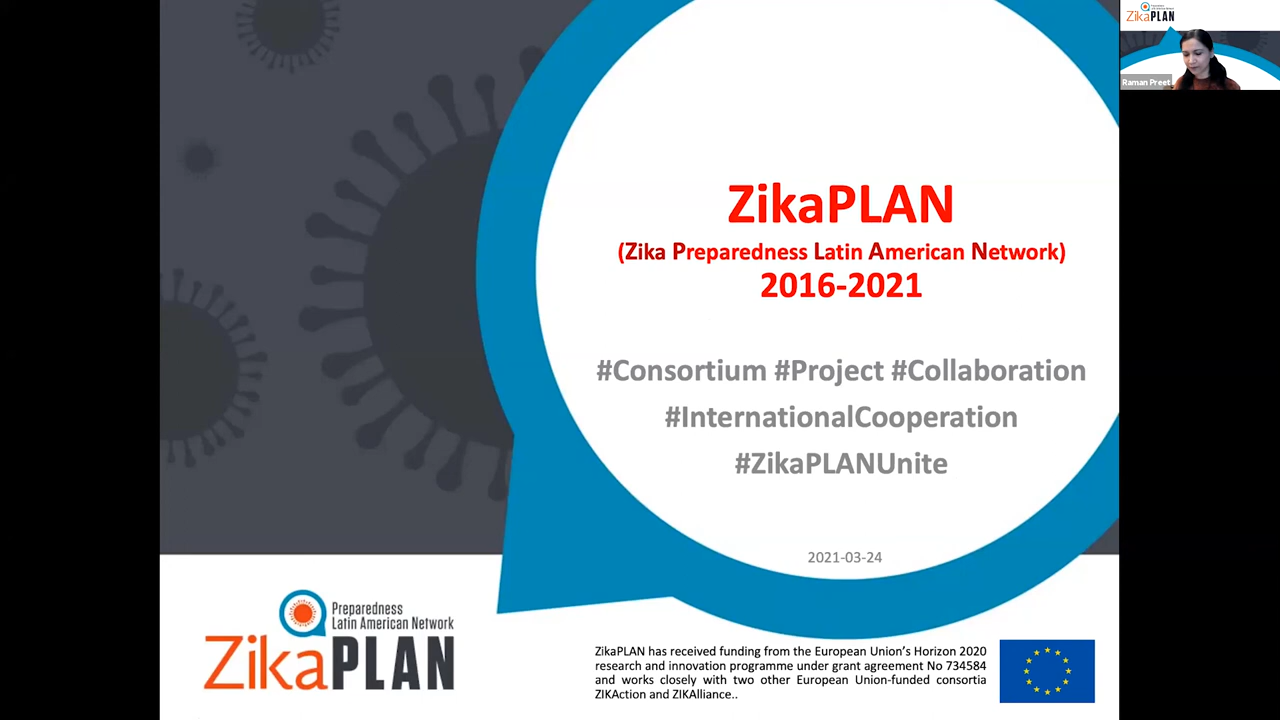 ZikaPLAN
(Zika Preparedness Latin American Network)
2016-2021
#Consortium #Project #Collaboration
#InternationalCooperation
#ZikaPLANUnite
2021-03-24
Preparedness
Latin American Network
ZikaPLAN
ZikaPLAN has received funding from the European Union's Horizon 2020
research and innovation programme under grant agreement No 734584
and works closely with two other European Union-funded consortia
ZIKAction and ZIKAlliance..
ZikaPLAN
Raman Preet